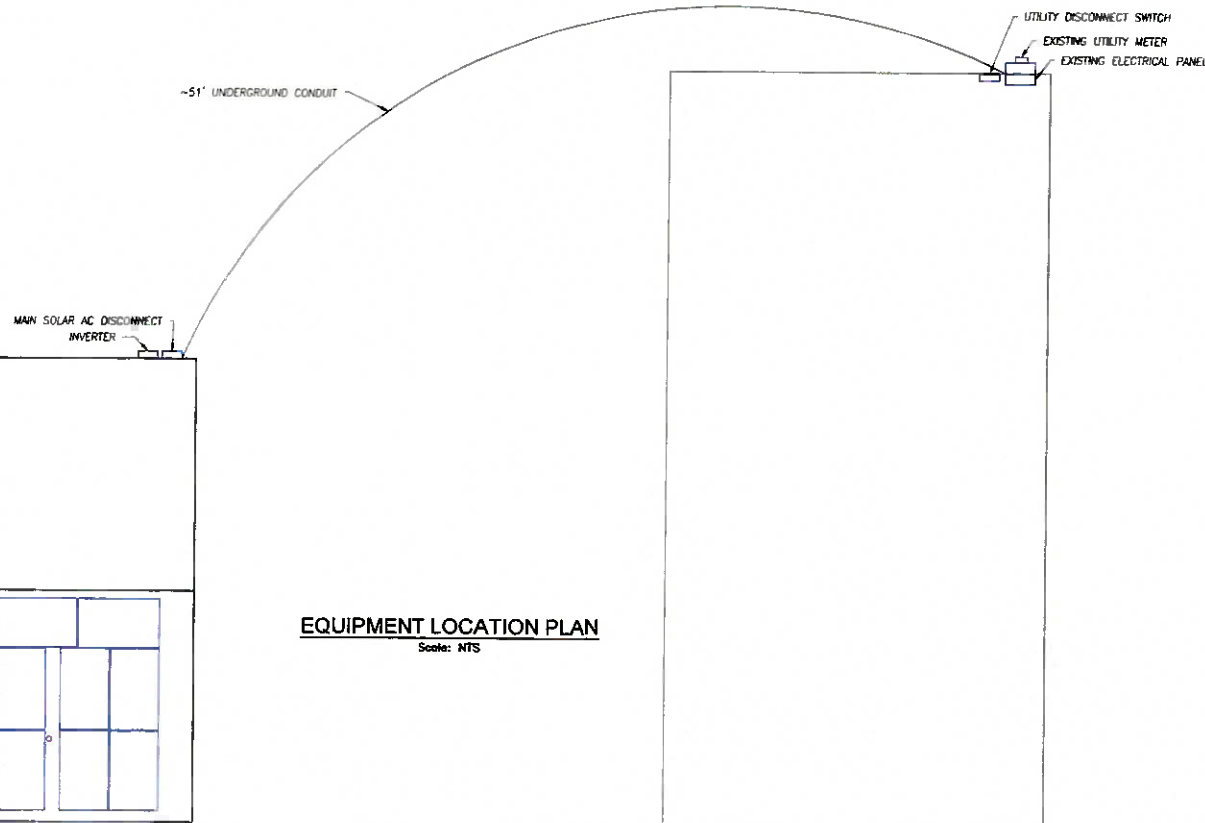 UTILITY DISCONNECT SWITCH
EXISTING UTILITY METER
EXISTING ELECTRICAL PANEL
~51' UNDERGROUND CONDUIT
MAIN SOLAR AC DISCONNECT
INVERTER
EQUIPMENT LOCATION PLAN
Scale: NTS